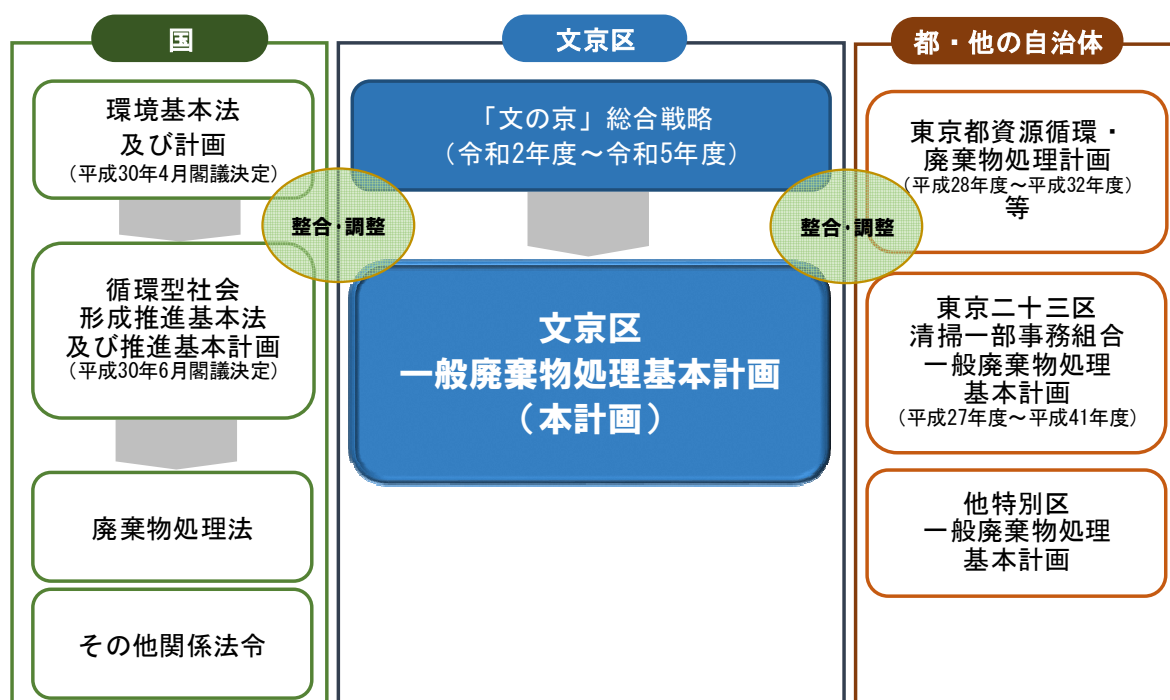 国
環境基本法
及び計画
(平成30年4月閣議決定)
循環型社会
形成推進基本法
及び推進基本計画
(平成30年6月閣議決定)
廃棄物処理法
その他関係法令
整合・調整
文京区
「文の京」総合戦略
（令和2年度～令和5年度）
文京区
一般廃棄物処理基本計画
（本計画）
整合・調整
都・他の自治体
東京都資源循環・
廃棄物処理計画
(平成28年度～平成32年度)
等
東京二十三区
清掃一部事務組合
一般廃棄物処理
基本計画
(平成27年度～平成41年度)
他特別区
一般廃棄物処理
基本計画